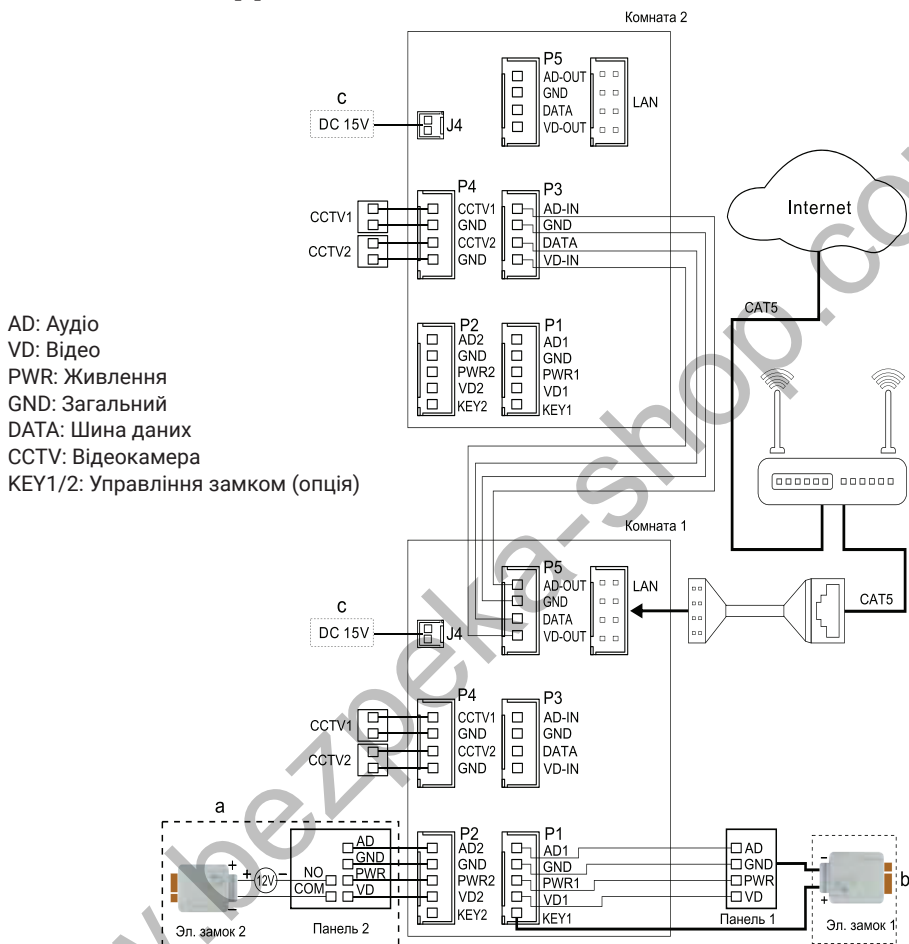 Комната 2
P5
AD-OUT
GND
DATA
VD-OUT
LAN
c
DC 15V
J4
P4
CCTV1
GND
CCTV2
GND
P3
AD-IN
GND
DATA
VD-IN
CCTV1
CCTV2
Internet
CAT5
AD: Аудіо
VD: Відео
PWR: Живлення
GND: Загальний
DATA: Шина даних
CCTV: Відеокамера
KEY1/2: Управління замком (опція)
P2
AD2
GND
PWR2
VD2
KEY2
P1
AD1
GND
PWR1
VD1
KEY1
Комната 1
P5
AD-OUT
GND
DATA
VD-OUT
LAN
CAT5
c
DC 15V
J4
P4
CCTV1
GND
CCTV2
GND
P3
AD-IN
GND
DATA
VD-IN
CCTV1
CCTV2
a
AD
GND
PWR
VD
NO
COM
+
+
12V
−
−
Эл. замок 2
Панель 2
P2
AD2
GND
PWR2
VD2
KEY2
P1
AD1
GND
PWR1
VD1
KEY1
AD
GND
PWR
VD
Панель 1
−
+
b
Эл. замок 1
www.bezpeka-shop.com